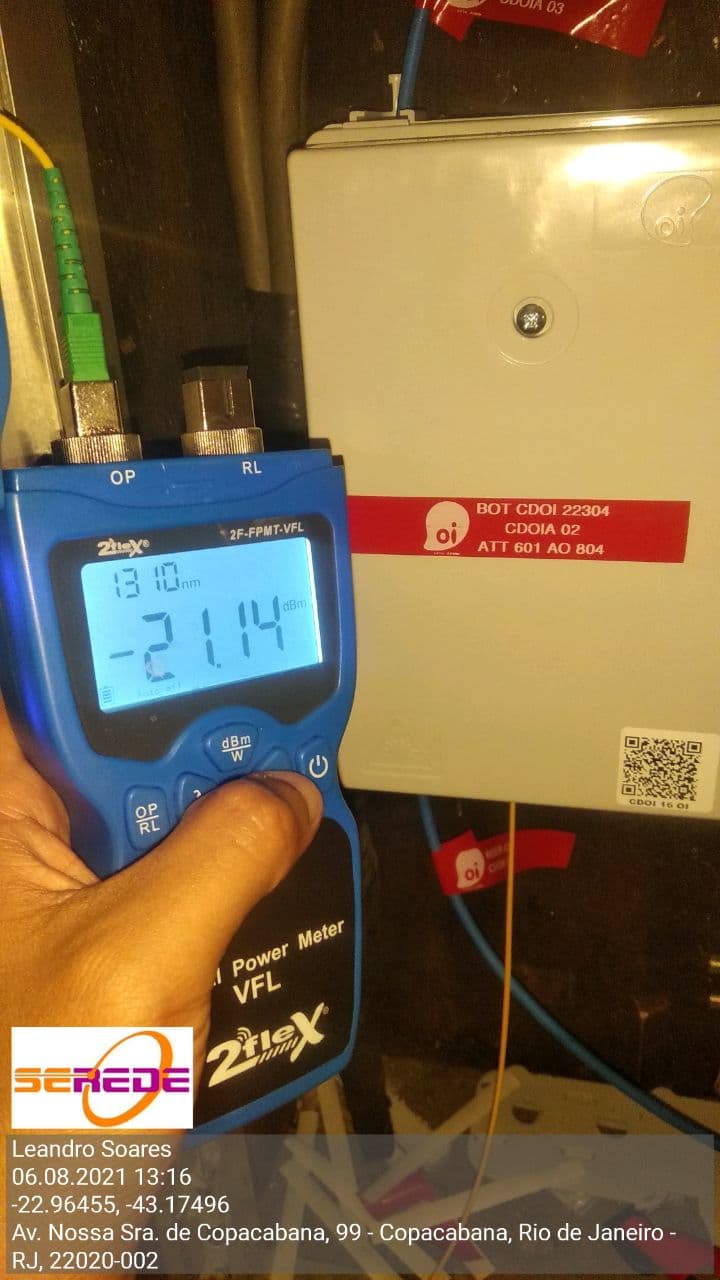 CDOIA 03
oi
OP
RL
2flex®
2F-FPMT-VFL
1310nm
-21.14 dBm
oi
BOT CDOI 22304
CDOIA 02
ATT 601 AO 804
dBm
W
OP
RL
CDOI 16 OI
oi
Power Meter
VFL
2flex®
SEREDE
Leandro Soares
06.08.2021 13:16
-22.96455, -43.17496
Av. Nossa Sra. de Copacabana, 99 - Copacabana, Rio de Janeiro -
RJ, 22020-002